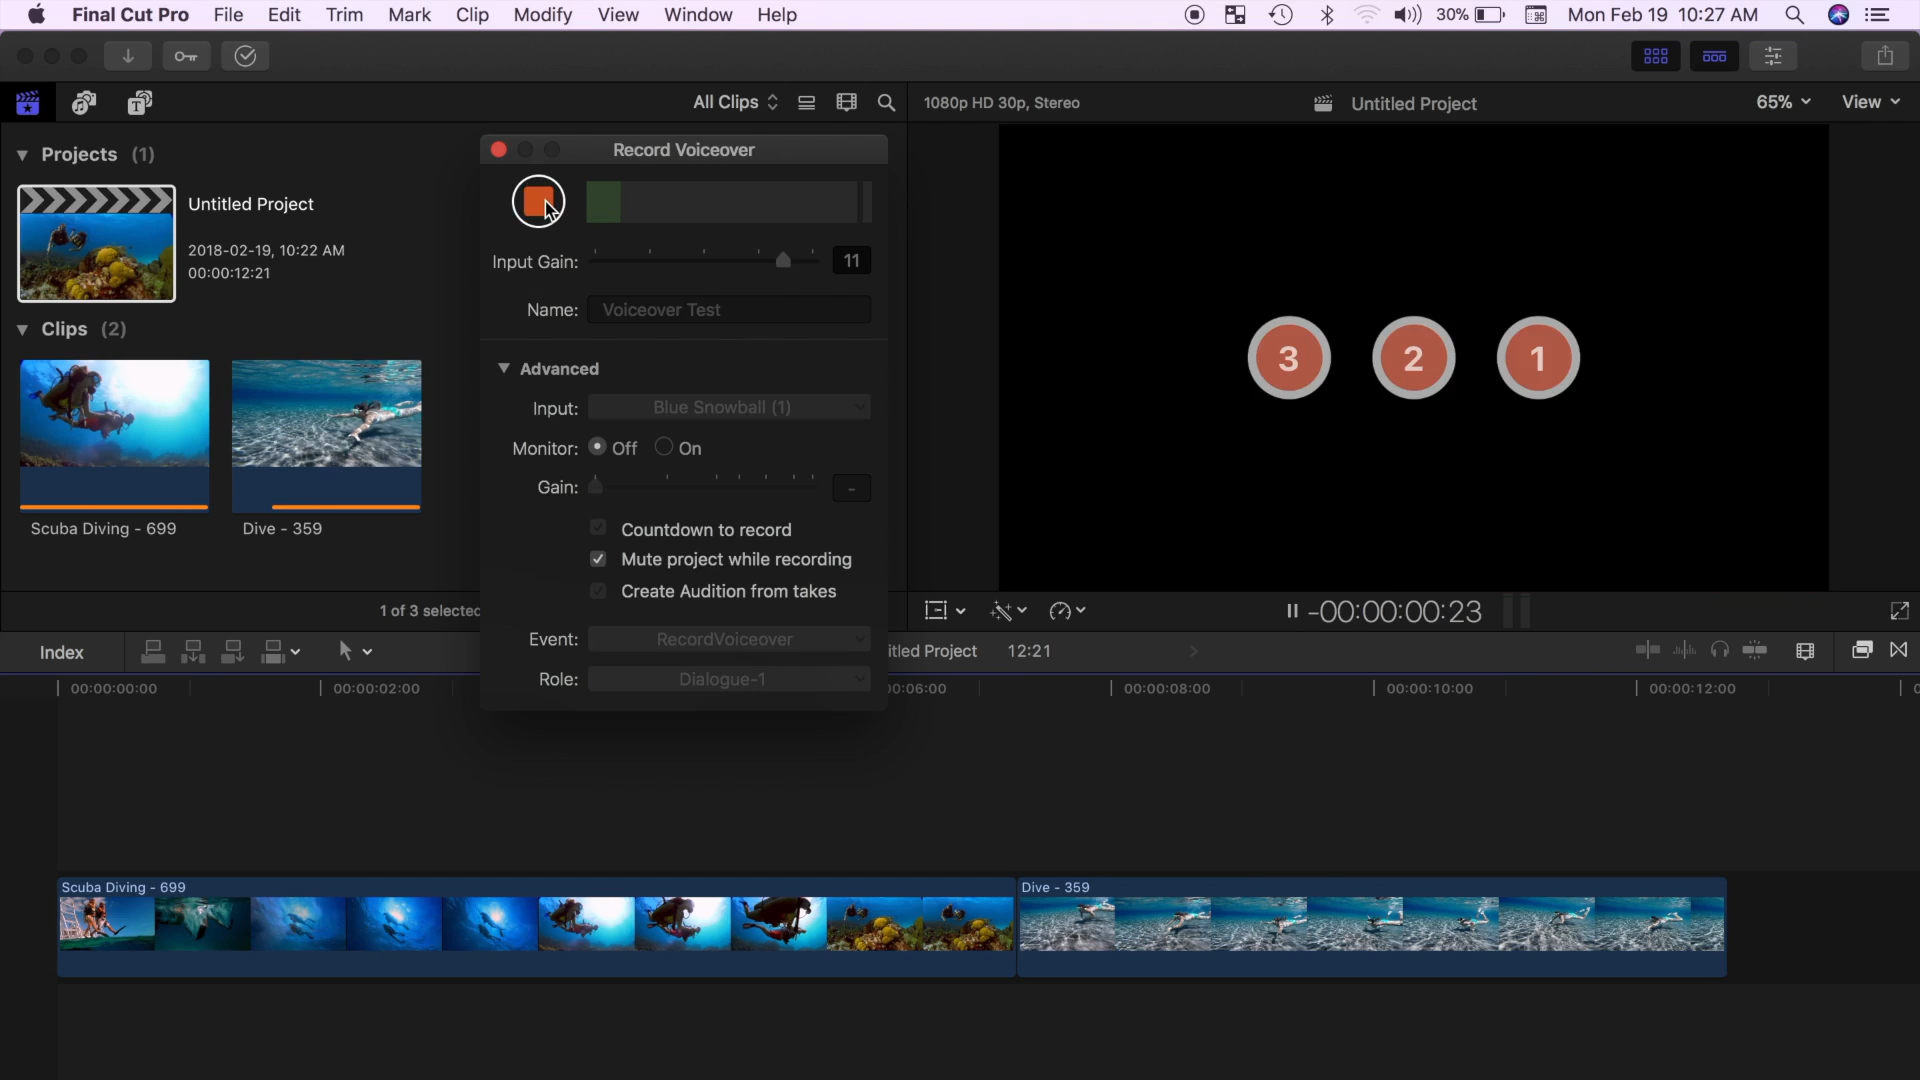 Final Cut Pro File Edit Trim Mark Clip Modify View Window Help 30% Mon Feb 19 10:27 AM
All Clips 1080p HD 30p, Stereo Untitled Project 65% View
Projects (1)
Untitled Project
2018-02-19, 10:22 AM
00:00:12:21
Clips (2)
Scuba Diving - 699 Dive - 359
1 of 3 selected
Record Voiceover
Input Gain: 11
Name: Voiceover Test
Advanced
Input: Blue Snowball (1)
Monitor: Off On
Gain: -
Countdown to record
Mute project while recording
Create Audition from takes
Event: RecordVoiceover
Role: Dialogue-1
3 2 1
-00:00:00:23
Index itled Project 12:21
00:00:00:00 00:00:02:00 00:06:00 00:00:08:00 00:00:10:00 00:00:12:00
Scuba Diving - 699 Dive - 359